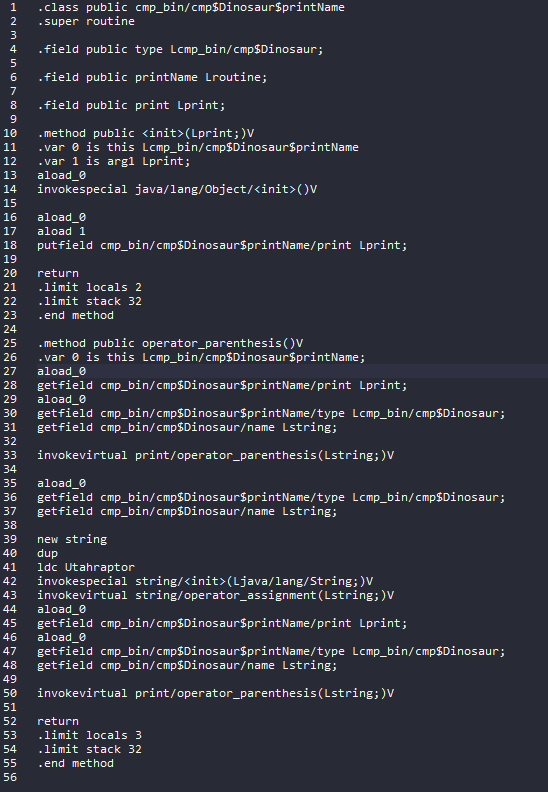 1 .class public cmp_bin/cmp$Dinosaur$printName
2 .super routine
3
4 .field public type Lcmp_bin/cmp$Dinosaur;
5
6 .field public printName Lroutine;
7
8 .field public print Lprint;
9
10 .method public <init>(Lprint;)V
11 .var 0 is this Lcmp_bin/cmp$Dinosaur$printName
12 .var 1 is arg1 Lprint;
13 aload_0
14 invokespecial java/lang/Object/<init>()V
15
16 aload_0
17 aload 1
18 putfield cmp_bin/cmp$Dinosaur$printName/print Lprint;
19
20 return
21 .limit locals 2
22 .limit stack 32
23 .end method
24
25 .method public operator_parenthesis()V
26 .var 0 is this Lcmp_bin/cmp$Dinosaur$printName;
27 aload_0
28 getfield cmp_bin/cmp$Dinosaur$printName/print Lprint;
29 aload_0
30 getfield cmp_bin/cmp$Dinosaur$printName/type Lcmp_bin/cmp$Dinosaur;
31 getfield cmp_bin/cmp$Dinosaur/name Lstring;
32
33 invokevirtual print/operator_parenthesis(Lstring;)V
34
35 aload_0
36 getfield cmp_bin/cmp$Dinosaur$printName/type Lcmp_bin/cmp$Dinosaur;
37 getfield cmp_bin/cmp$Dinosaur/name Lstring;
38
39 new string
40 dup
41 ldc Utahraptor
42 invokespecial string/<init>(Ljava/lang/String;)V
43 invokevirtual string/operator_assignment(Lstring;)V
44 aload_0
45 getfield cmp_bin/cmp$Dinosaur$printName/print Lprint;
46 aload_0
47 getfield cmp_bin/cmp$Dinosaur$printName/type Lcmp_bin/cmp$Dinosaur;
48 getfield cmp_bin/cmp$Dinosaur/name Lstring;
49
50 invokevirtual print/operator_parenthesis(Lstring;)V
51
52 return
53 .limit locals 3
54 .limit stack 32
55 .end method
56